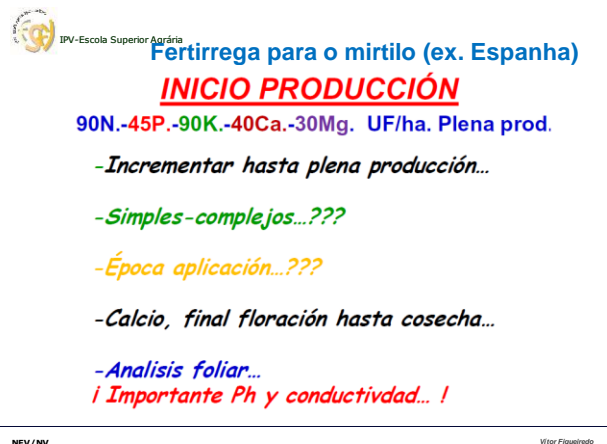 IPV-Escola Superior Agrária
Fertirrega para o mirtilo (ex. Espanha)
INICIO PRODUCCIÓN
90N.-45P.-90K.-40Ca.-30Mg. UF/ha. Plena prod.
-Incrementar hasta plena producción...
-Simples-complejos...???
-Época aplicación...???
-Calcio, final floración hasta cosecha...
-Analisis foliar...
¡ Importante Ph y conductivdad... !
NEV / NV
Vitor Figueiredo